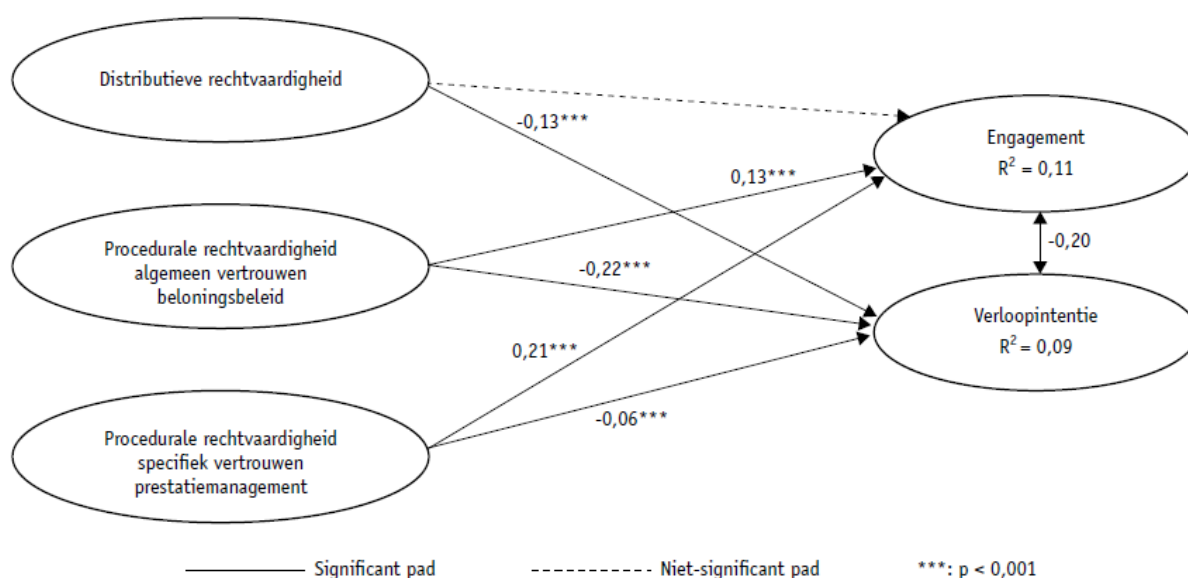 Distributieve rechtvaardigheid
-0,13***
Engagement
R² = 0,11
0,13***
Procedurale rechtvaardigheid
algemeen vertrouwen
beloningsbeleid
-0,22***
-0,20
Verloopintentie
R² = 0,09
0,21***
-0,06***
Procedurale rechtvaardigheid
specifiek vertrouwen
prestatiemanagement
Significant pad
Niet-significant pad
***: p < 0,001